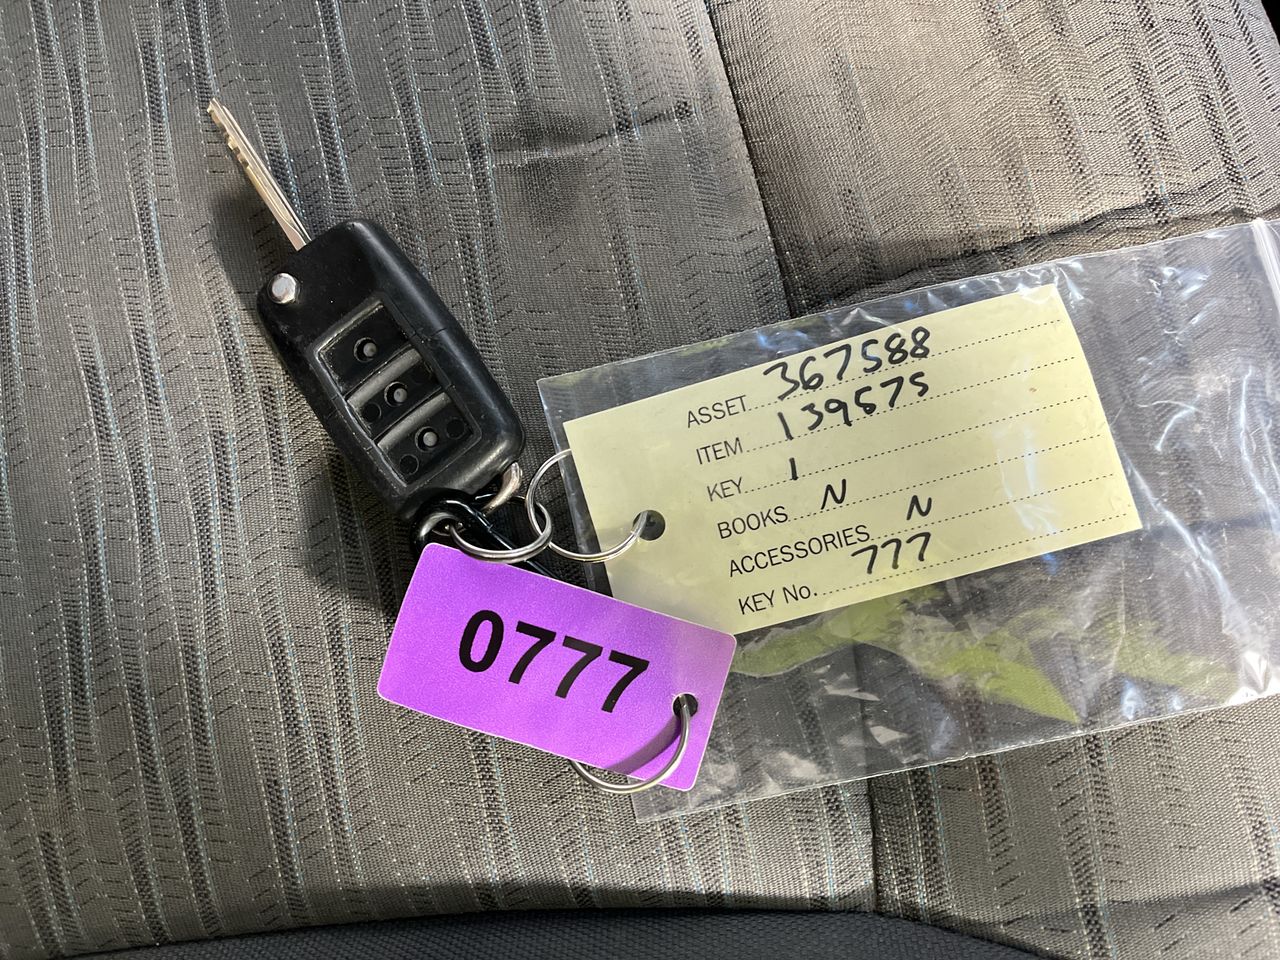 ASSET 367588
ITEM 139575
KEY 1
BOOKS N
ACCESSORIES N
KEY No. 777
0777